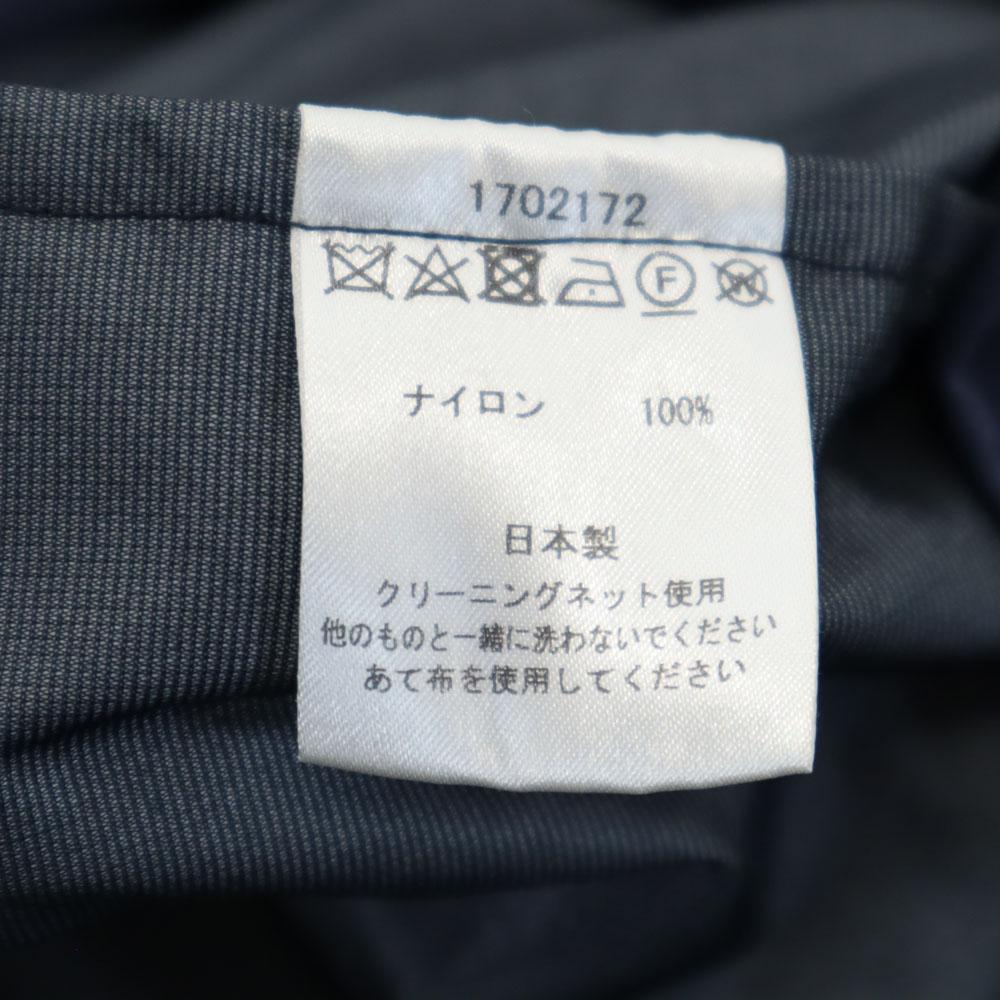 1702172
F W
ナイロン 100%
日本製
クリーニングネット使用
他のものと一緒に洗わないでください
あて布を使用してください